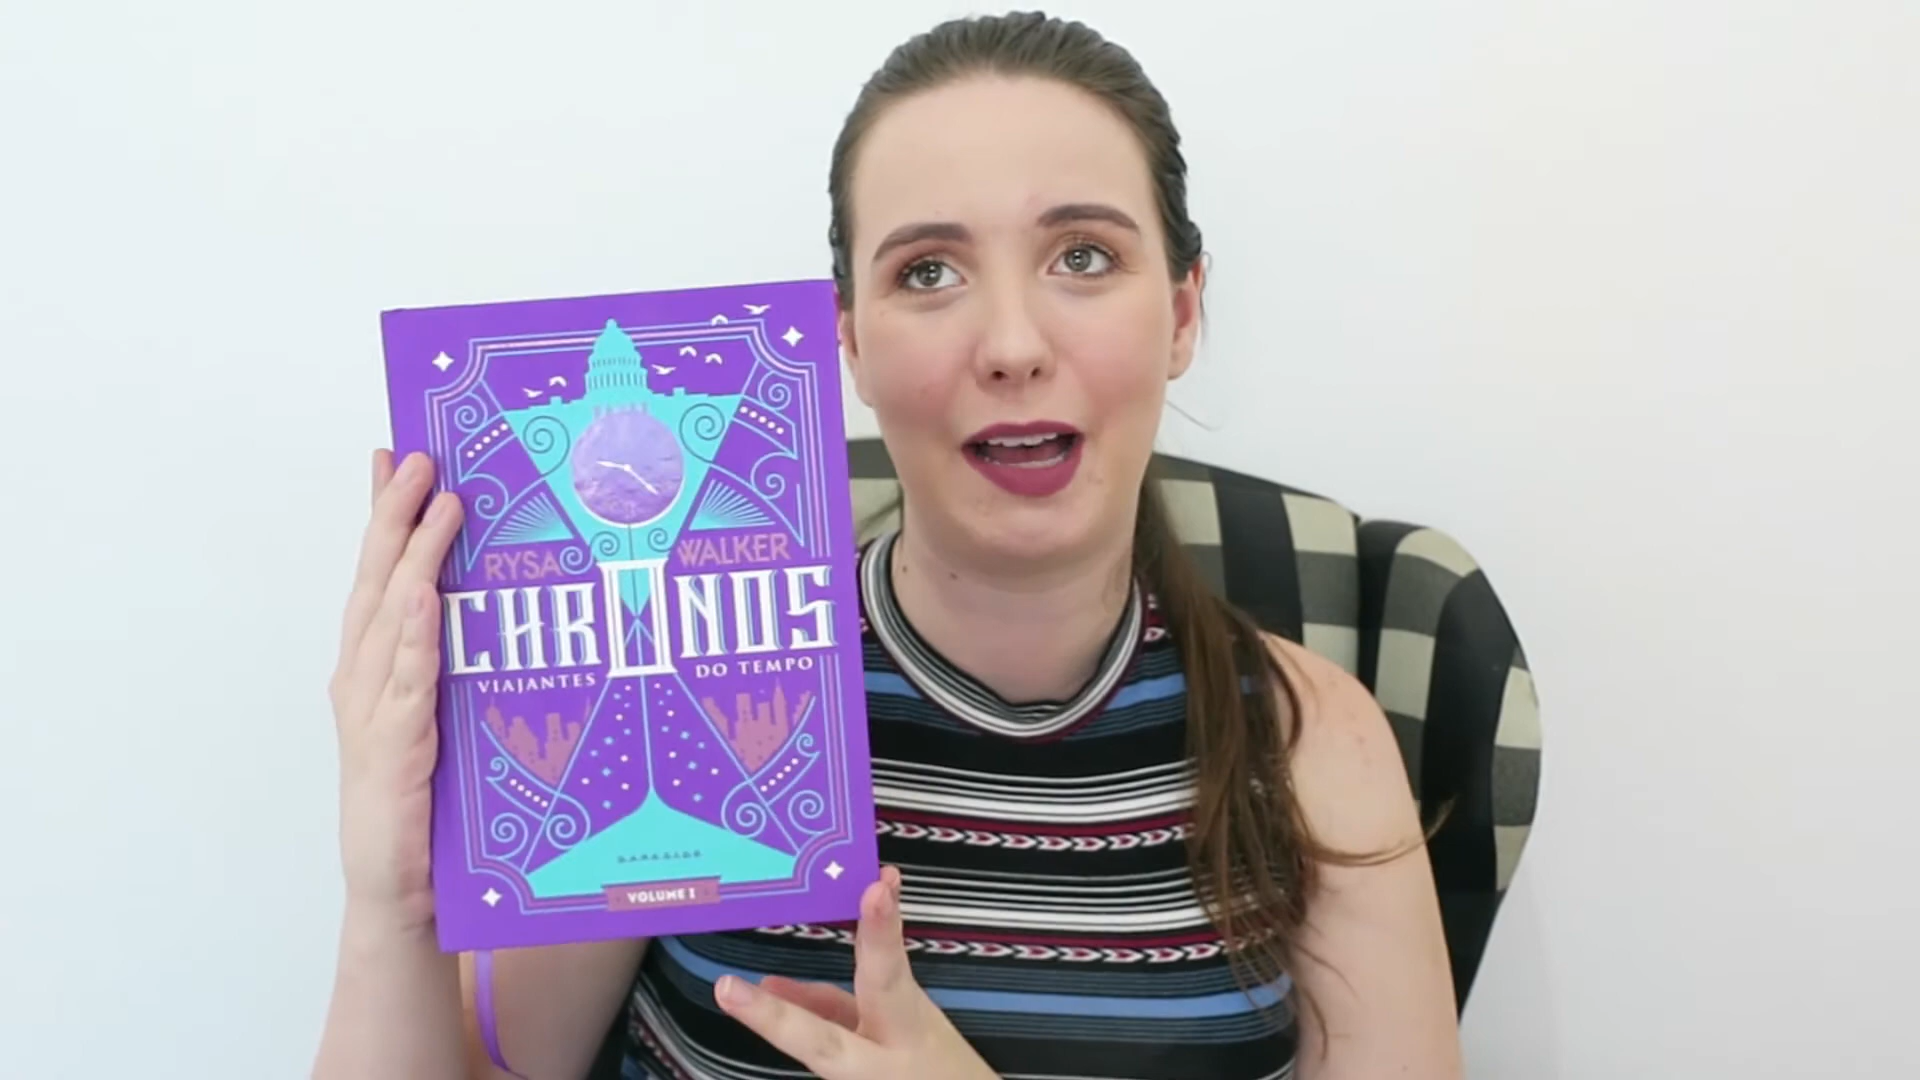 RYSA WALKER
CHRONOS
VIAJANTES DO TEMPO
DARKSIDE
VOLUME I